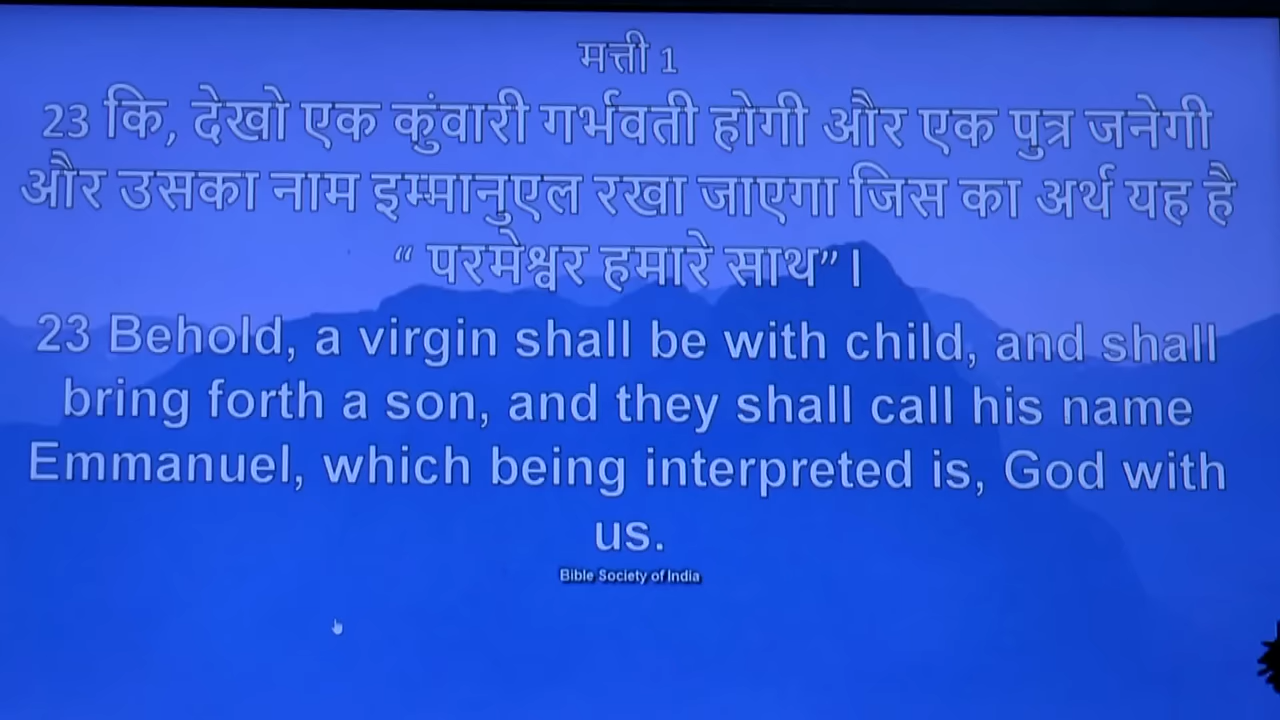 मत्ती 1
23 कि, देखो एक कुंवारी गर्भवती होगी और एक पुत्र जनेगी
और उसका नाम इम्मानुएल रखा जाएगा जिस का अर्थ यह है
“ परमेश्वर हमारे साथ” ।
23 Behold, a virgin shall be with child, and shall
bring forth a son, and they shall call his name
Emmanuel, which being interpreted is, God with
us.
Bible Society of India